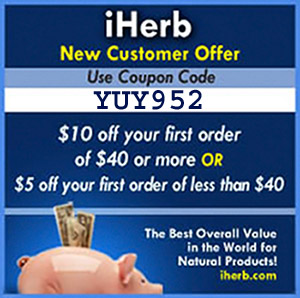 iHerb
New Customer Offer
Use Coupon Code
YUY952
$10 off your first order
of $40 or more OR
$5 off your first order of less than $40
The Best Overall Value
in the World for
Natural Products!
iherb.com